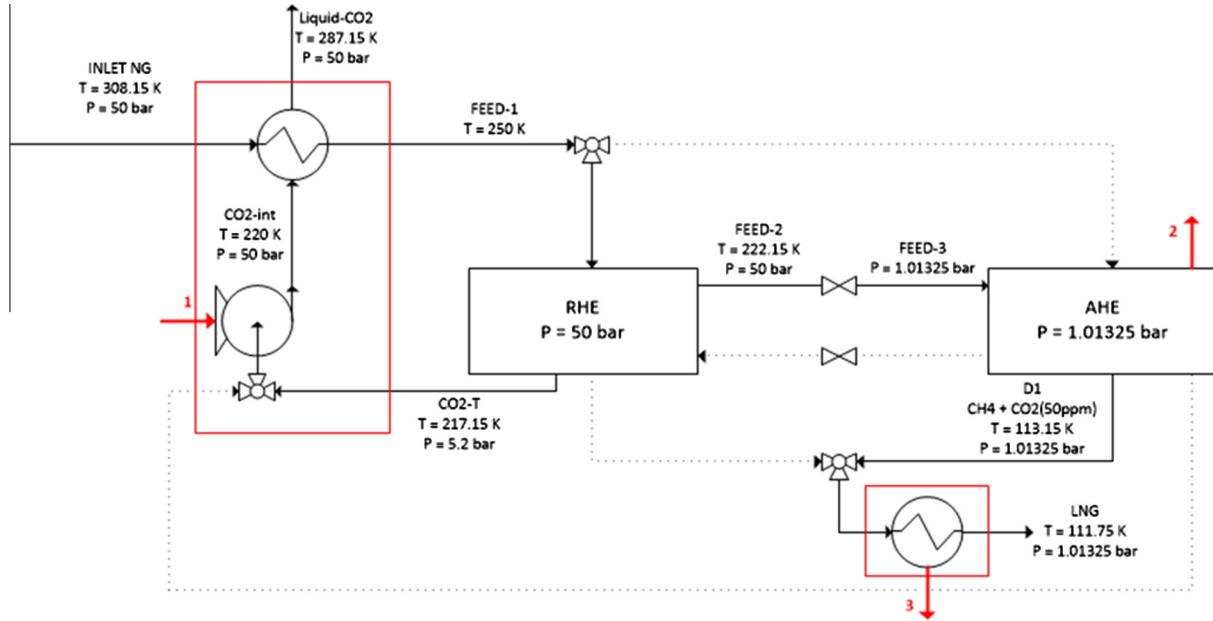 Liquid-CO2
T = 287.15 K
P = 50 bar
INLET NG
T = 308.15 K
P = 50 bar
FEED-1
T = 250 K
CO2-int
T = 220 K
P = 50 bar
1
FEED-2
T = 222.15 K
P = 50 bar
FEED-3
P = 1.01325 bar
2
RHE
P = 50 bar
AHE
P = 1.01325 bar
CO2-T
T = 217.15 K
P = 5.2 bar
D1
CH4 + CO2(50ppm)
T = 113.15 K
P = 1.01325 bar
LNG
T = 111.75 K
P = 1.01325 bar
3